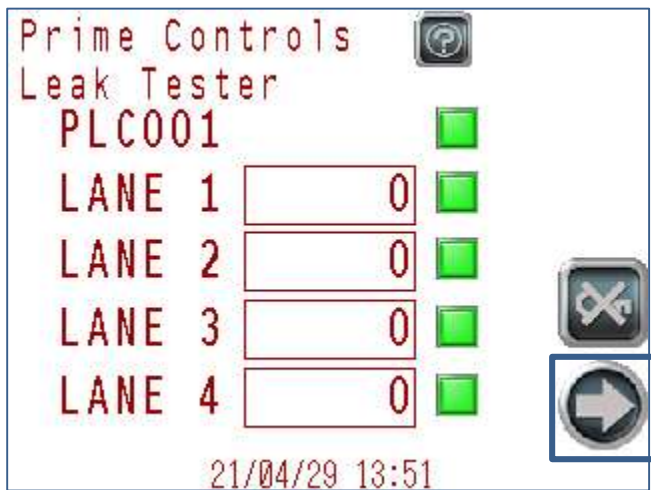 Prime Controls
Leak Tester
PLC001
LANE 1 0
LANE 2 0
LANE 3 0
LANE 4 0
21/04/29 13:51